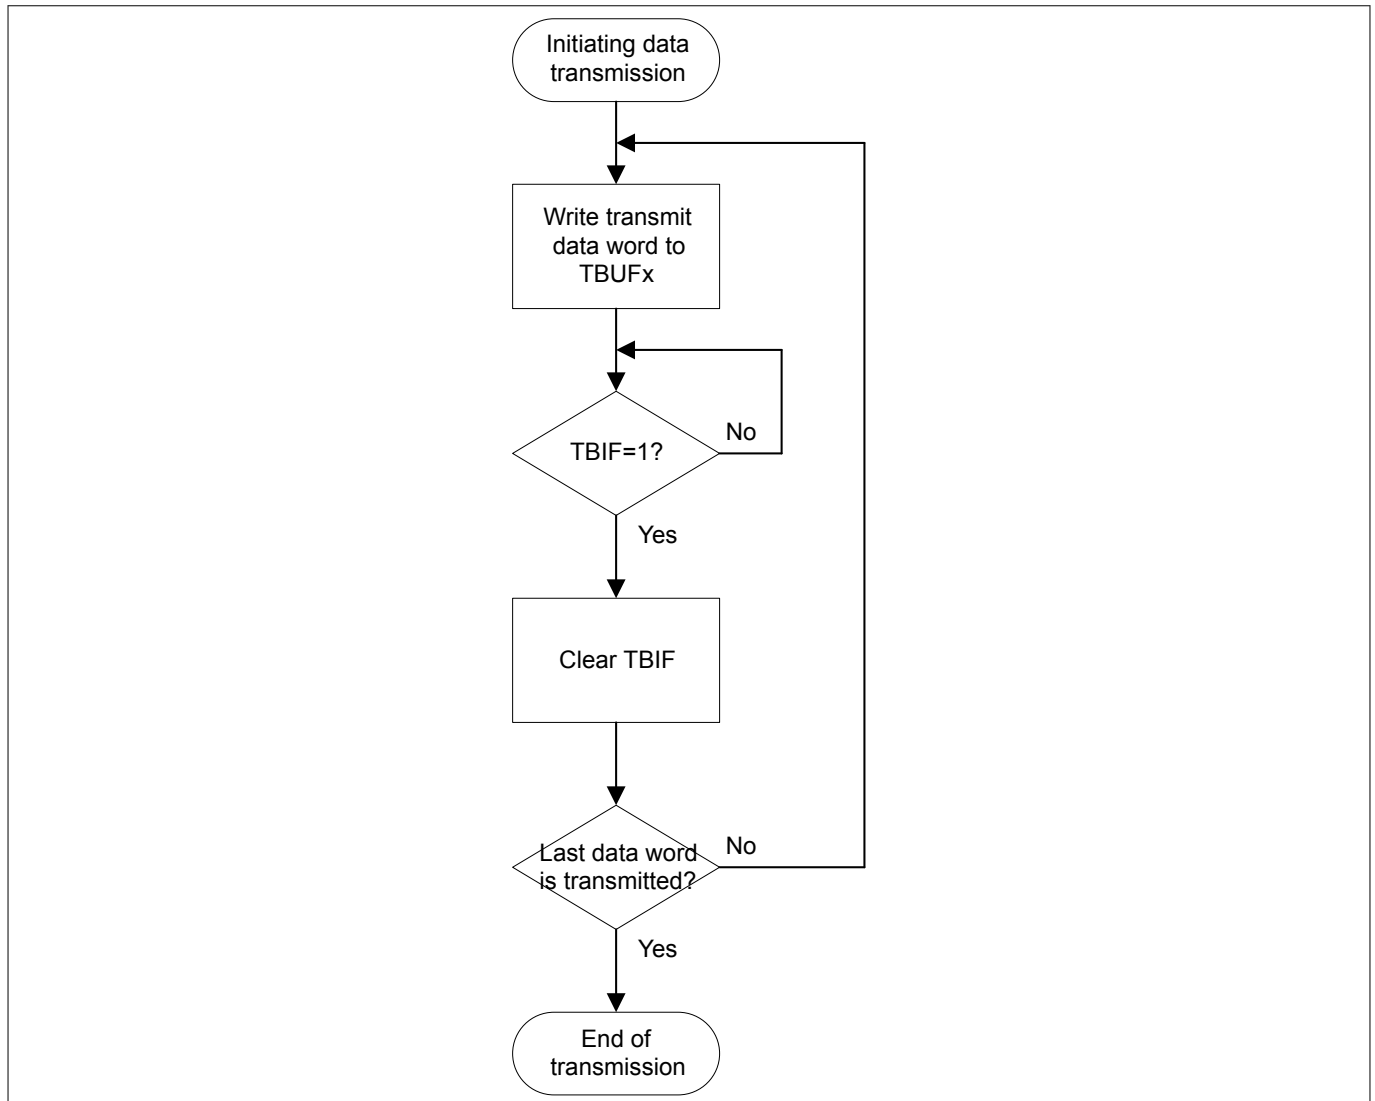 Initiating data
transmission
Write transmit
data word to
TBUFx
TBIF=1?
No
Yes
Clear TBIF
Last data word
is transmitted?
No
Yes
End of
transmission